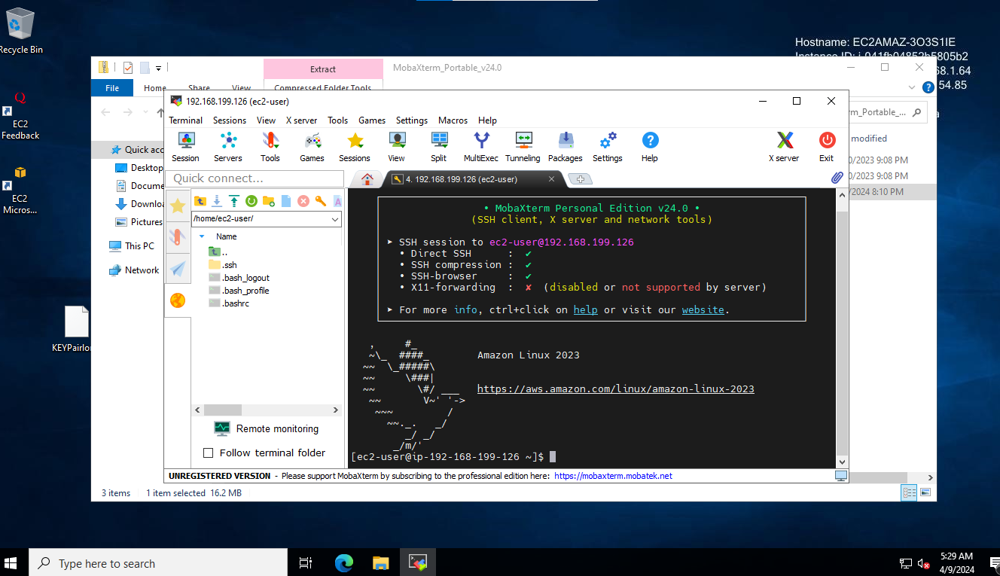 Recycle Bin
EC2
Feedback
EC2
Micros...
KEYPairlo
Hostname: EC2AMAZ-3O3S1IE
Instance ID: i-041fb04852b5805b2
68.1.64
54.85
Extract
MobaXterm_Portable_v24.0
File
Home
Share
View
Compressed Folder Tools
rm_Portable_...
modified
0/2023 9:08 PM
0/2023 9:08 PM
/2024 8:10 PM
Quick acc
Desktop
Docume
Downloa
Pictures
This PC
Network
192.168.199.126 (ec2-user)
Terminal Sessions View X server Tools Games Settings Macros Help
Session Servers Tools Games Sessions View Split MultiExec Tunneling Packages Settings Help X server Exit
Quick connect...
4. 192.168.199.126 (ec2-user)
/home/ec2-user/
Name
..
.ssh
.bash_logout
.bash_profile
.bashrc
Remote monitoring
Follow terminal folder
• MobaXterm Personal Edition v24.0 •
(SSH client, X server and network tools)
► SSH session to ec2-user@192.168.199.126
• Direct SSH : ✔
• SSH compression : ✔
• SSH-browser : ✔
• X11-forwarding : ✘ (disabled or not supported by server)
► For more info, ctrl+click on help or visit our website.
   ,     #_
   ~\_  ####_        Amazon Linux 2023
  ~~  \_#####\
  ~~     \###|
  ~~       \#/ ___   https://aws.amazon.com/linux/amazon-linux-2023
   ~~       V~' '->
    ~~~         /
      ~~._.   _/
         _/ _/
       _/m/'
[ec2-user@ip-192-168-199-126 ~]$
UNREGISTERED VERSION - Please support MobaXterm by subscribing to the professional edition here: https://mobaxterm.mobatek.net
3 items 1 item selected 16.2 MB
Type here to search
5:29 AM
4/9/2024